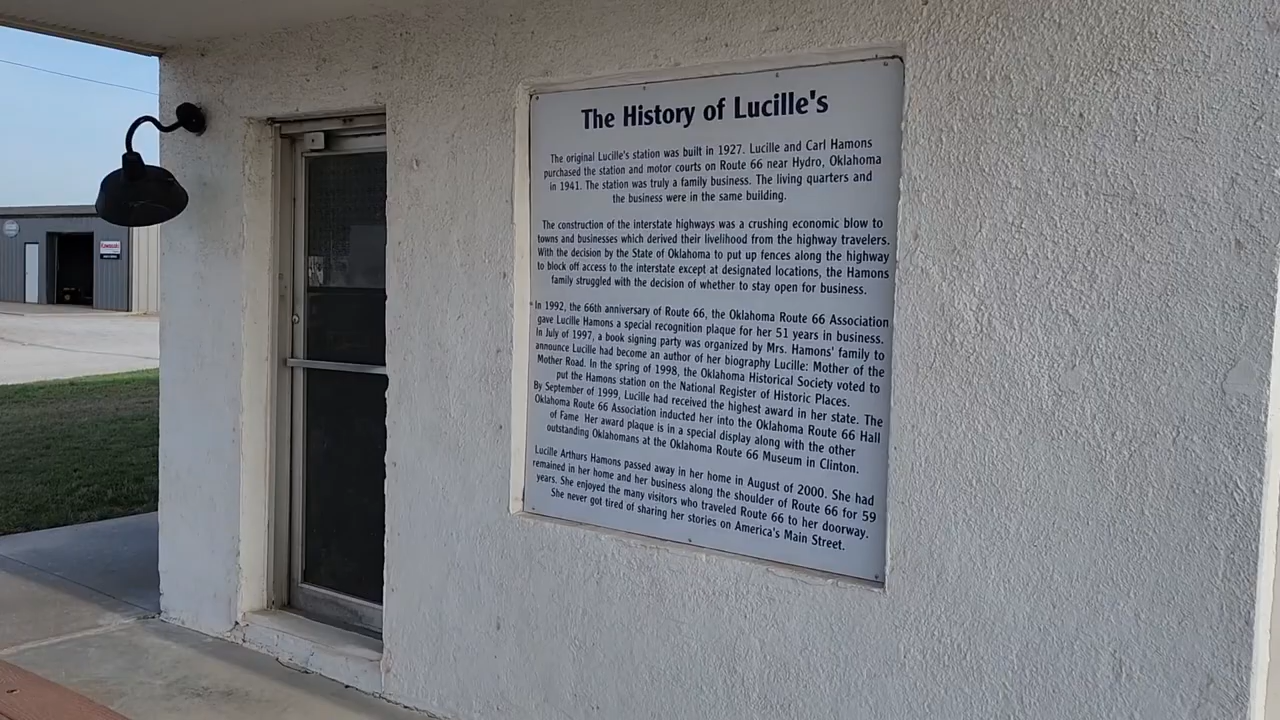 The History of Lucille's
The original Lucille's station was built in 1927. Lucille and Carl Hamons
purchased the station and motor courts on Route 66 near Hydro, Oklahoma
in 1941. The station was truly a family business. The living quarters and
the business were in the same building.
The construction of the interstate highways was a crushing economic blow to
towns and businesses which derived their livelihood from the highway travelers.
With the decision by the State of Oklahoma to put up fences along the highway
to block off access to the interstate except at designated locations, the Hamons
family struggled with the decision of whether to stay open for business.
In 1992, the 66th anniversary of Route 66, the Oklahoma Route 66 Association
gave Lucille Hamons a special recognition plaque for her 51 years in business.
In July of 1997, a book signing party was organized by Mrs. Hamons' family to
announce Lucille had become an author of her biography Lucille: Mother of the
Mother Road. In the spring of 1998, the Oklahoma Historical Society voted to
put the Hamons station on the National Register of Historic Places.
By September of 1999, Lucille had received the highest award in her state. The
Oklahoma Route 66 Association inducted her into the Oklahoma Route 66 Hall
of Fame. Her award plaque is in a special display along with the other
outstanding Oklahomans at the Oklahoma Route 66 Museum in Clinton.
Lucille Arthurs Hamons passed away in her home in August of 2000. She had
remained in her home and her business along the shoulder of Route 66 for 59
years. She enjoyed the many visitors who traveled Route 66 to her doorway.
She never got tired of sharing her stories on America's Main Street.
Kawasaki